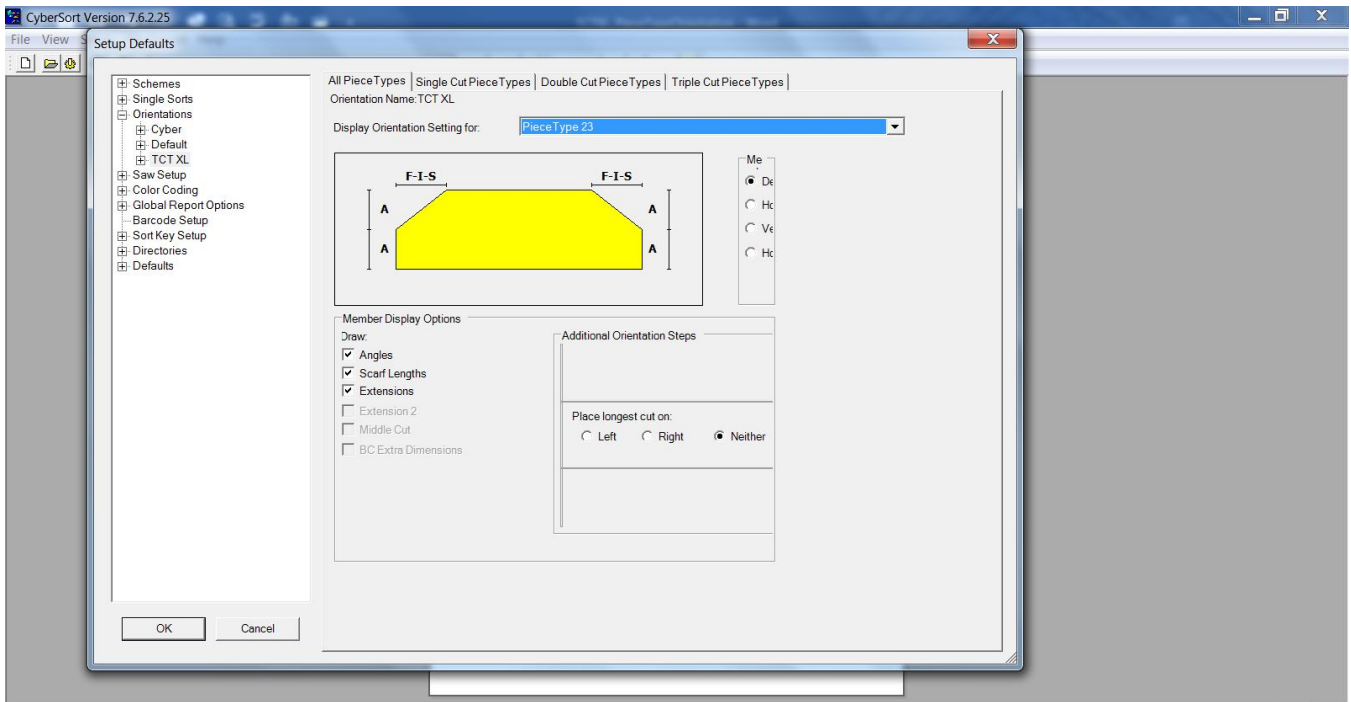 CyberSort Version 7.6.2.25
File View S
Setup Defaults
Schemes
Single Sorts
Orientations
Cyber
Default
TCT XL
Saw Setup
Color Coding
Global Report Options
Barcode Setup
Sort Key Setup
Directories
Defaults
OK Cancel
All PieceTypes Single Cut PieceTypes Double Cut PieceTypes Triple Cut PieceTypes
Orientation Name:TCT XL
Display Orientation Setting for: PieceType 23
F-I-S F-I-S
A A
A A
Me
De
Ho
Ve
Ho
Member Display Options
Draw:
Angles
Scarf Lengths
Extensions
Extension 2
Middle Cut
BC Extra Dimensions
Additional Orientation Steps
Place longest cut on:
Left Right Neither